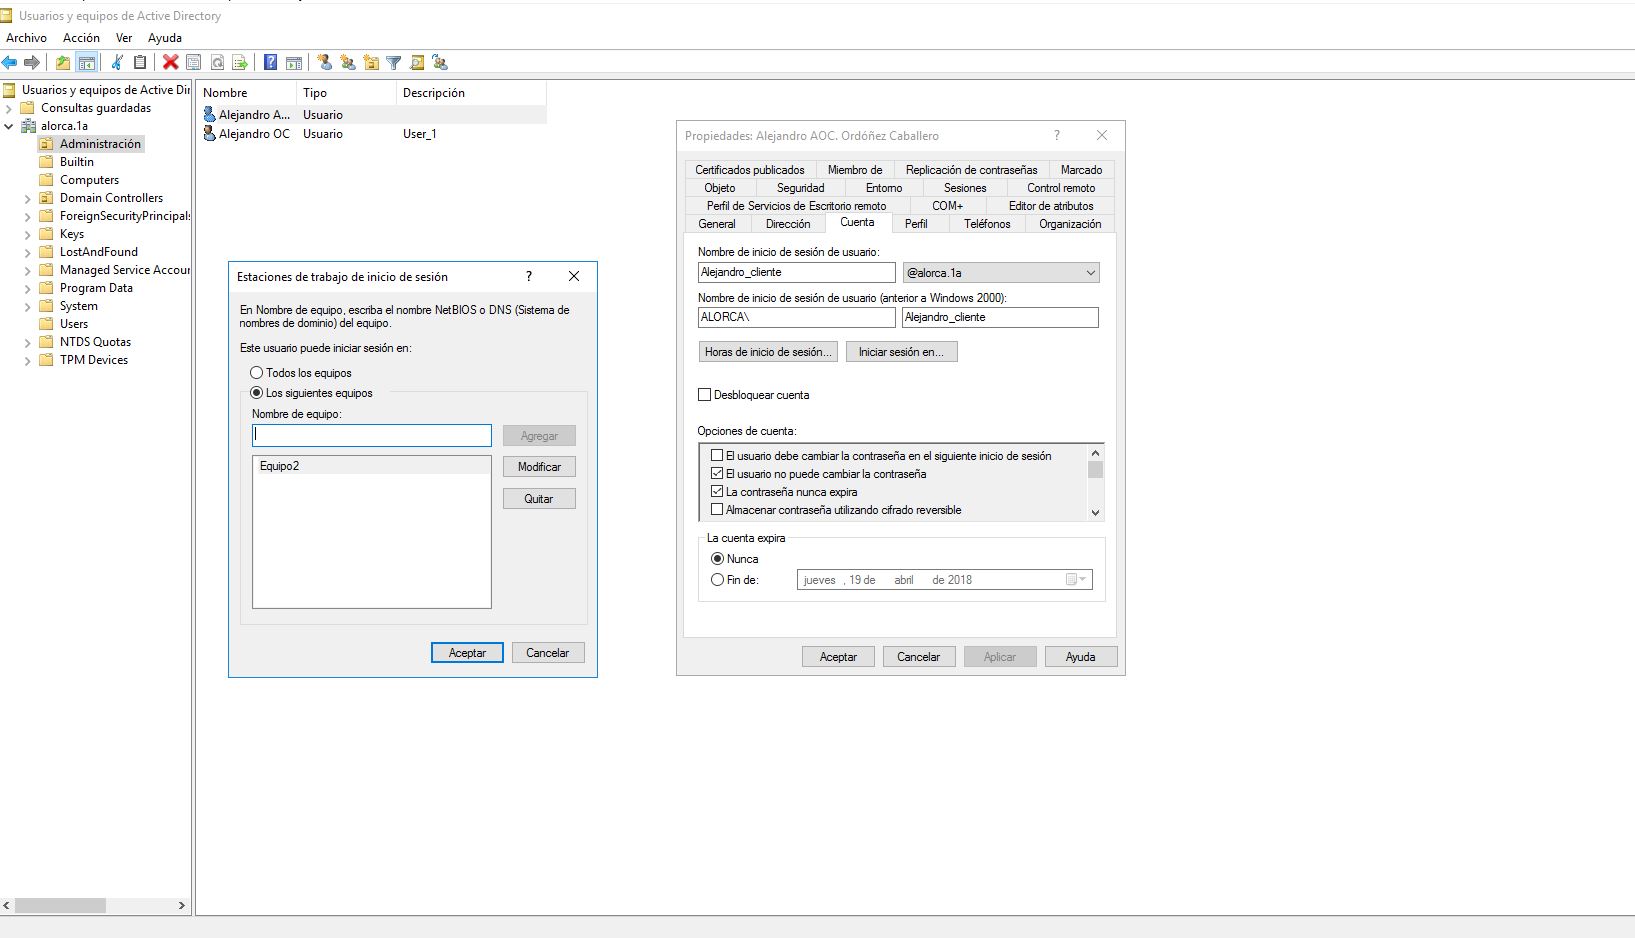 Usuarios y equipos de Active Directory
Archivo Acción Ver Ayuda
Usuarios y equipos de Active Dir
Consultas guardadas
alorca.1a
Administración
Builtin
Computers
Domain Controllers
ForeignSecurityPrincipals
Keys
LostAndFound
Managed Service Accour
Program Data
System
Users
NTDS Quotas
TPM Devices
Nombre Tipo Descripción
Alejandro A... Usuario
Alejandro OC Usuario User_1
Estaciones de trabajo de inicio de sesión ?
En Nombre de equipo, escriba el nombre NetBIOS o DNS (Sistema de
nombres de dominio) del equipo.
Este usuario puede iniciar sesión en:
Todos los equipos
Los siguientes equipos
Nombre de equipo:
Agregar
Equipo2
Modificar
Quitar
Aceptar Cancelar
Propiedades: Alejandro AOC. Ordóñez Caballero ?
Certificados publicados Miembro de Replicación de contraseñas Marcado
Objeto Seguridad Entorno Sesiones Control remoto
Perfil de Servicios de Escritorio remoto COM+ Editor de atributos
General Dirección Cuenta Perfil Teléfonos Organización
Nombre de inicio de sesión de usuario:
Alejandro_cliente @alorca.1a
Nombre de inicio de sesión de usuario (anterior a Windows 2000):
ALORCA\ Alejandro_cliente
Horas de inicio de sesión... Iniciar sesión en...
Desbloquear cuenta
Opciones de cuenta:
El usuario debe cambiar la contraseña en el siguiente inicio de sesión
El usuario no puede cambiar la contraseña
La contraseña nunca expira
Almacenar contraseña utilizando cifrado reversible
La cuenta expira
Nunca
Fin de: jueves , 19 de abril de 2018
Aceptar Cancelar Aplicar Ayuda